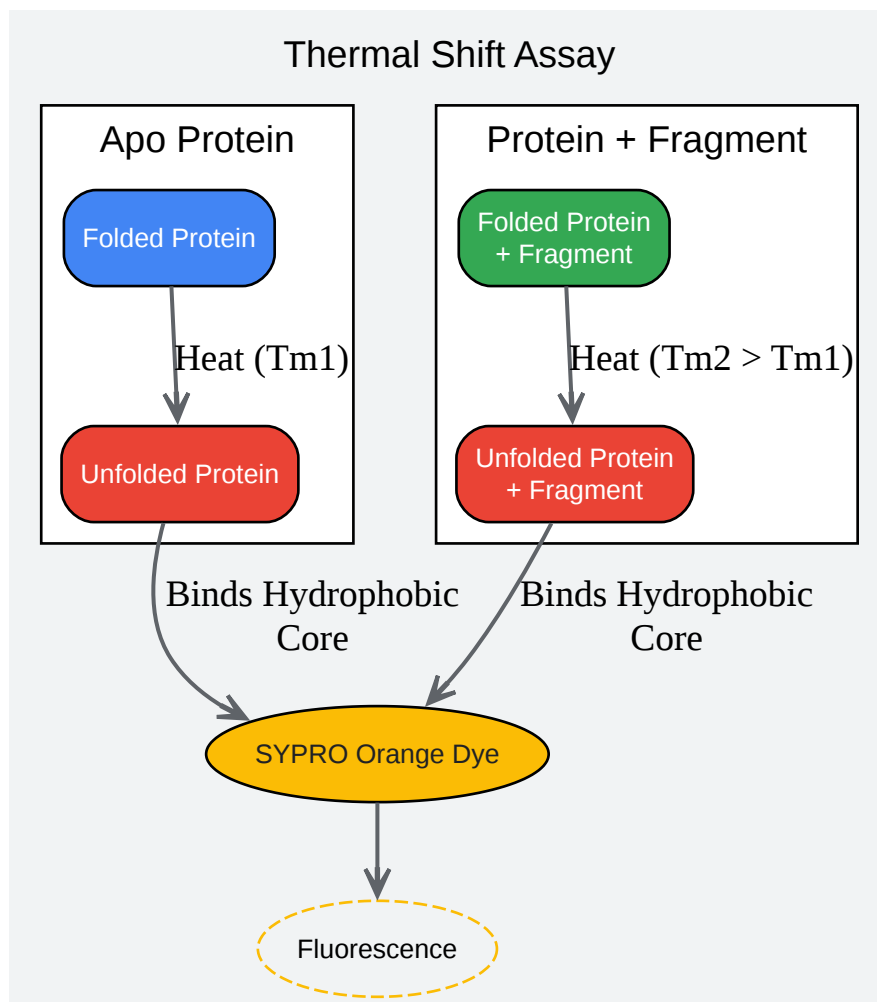 Thermal Shift Assay
Apo Protein
Folded Protein
Heat (Tm1)
Unfolded Protein
Protein + Fragment
Folded Protein
+ Fragment
Heat (Tm2 > Tm1)
Unfolded Protein
+ Fragment
Binds Hydrophobic
Core
Binds Hydrophobic
Core
SYPRO Orange Dye
Fluorescence